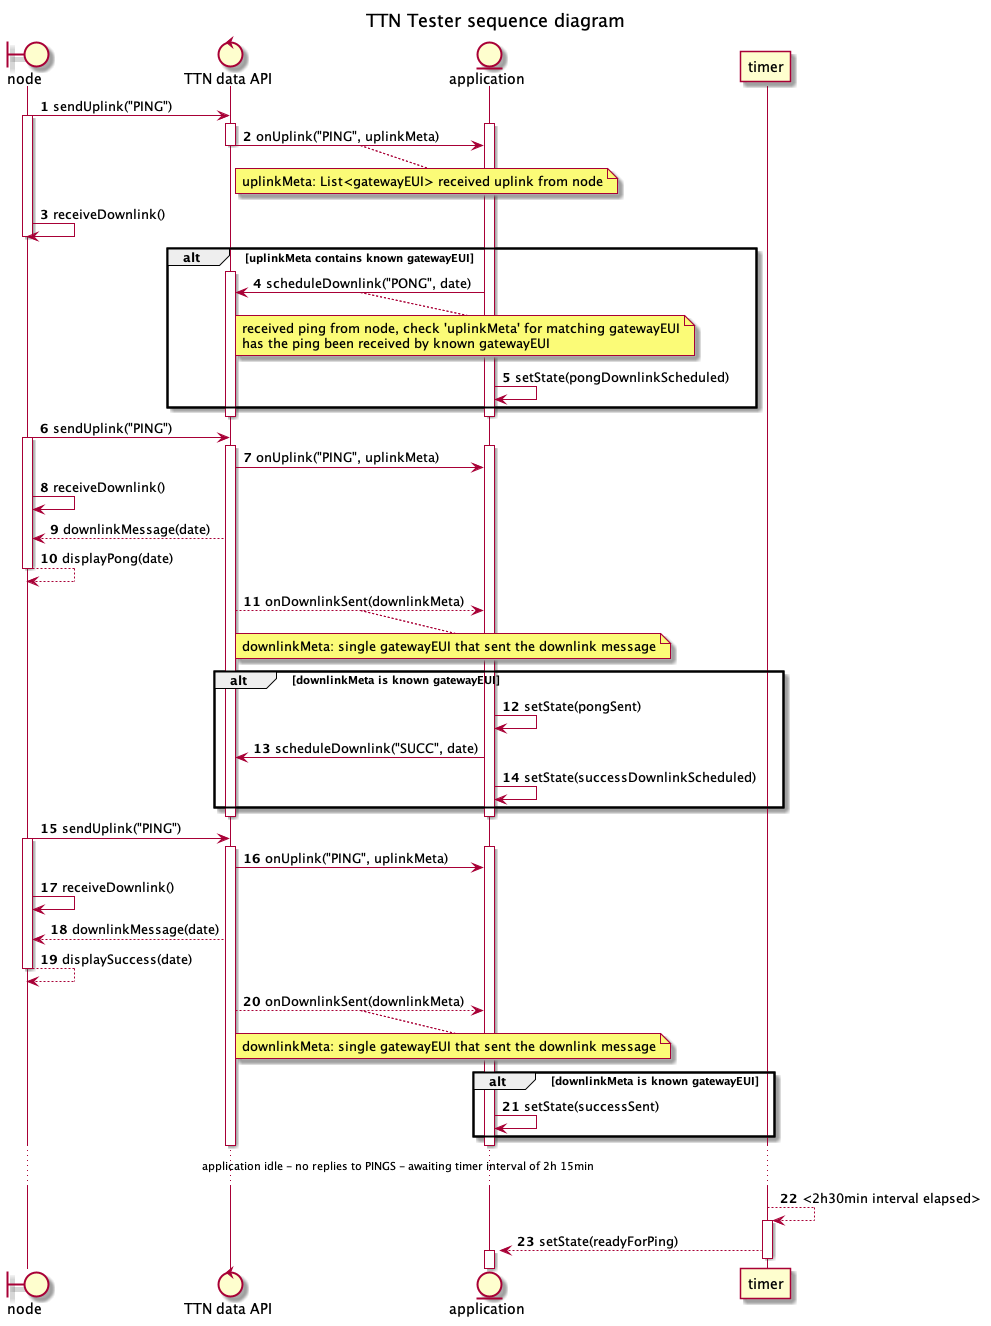 TTN Tester sequence diagram
node
TTN data API
application
timer
1 sendUplink("PING")
2 onUplink("PING", uplinkMeta)
uplinkMeta: List<gatewayEUI> received uplink from node
3 receiveDownlink()
alt [uplinkMeta contains known gatewayEUI]
4 scheduleDownlink("PONG", date)
received ping from node, check 'uplinkMeta' for matching gatewayEUI
has the ping been received by known gatewayEUI
5 setState(pongDownlinkScheduled)
6 sendUplink("PING")
7 onUplink("PING", uplinkMeta)
8 receiveDownlink()
9 downlinkMessage(date)
10 displayPong(date)
11 onDownlinkSent(downlinkMeta)
downlinkMeta: single gatewayEUI that sent the downlink message
alt [downlinkMeta is known gatewayEUI]
12 setState(pongSent)
13 scheduleDownlink("SUCC", date)
14 setState(successDownlinkScheduled)
15 sendUplink("PING")
16 onUplink("PING", uplinkMeta)
17 receiveDownlink()
18 downlinkMessage(date)
19 displaySuccess(date)
20 onDownlinkSent(downlinkMeta)
downlinkMeta: single gatewayEUI that sent the downlink message
alt [downlinkMeta is known gatewayEUI]
21 setState(successSent)
application idle - no replies to PINGS - awaiting timer interval of 2h 15min
22 <2h30min interval elapsed>
23 setState(readyForPing)
node
TTN data API
application
timer